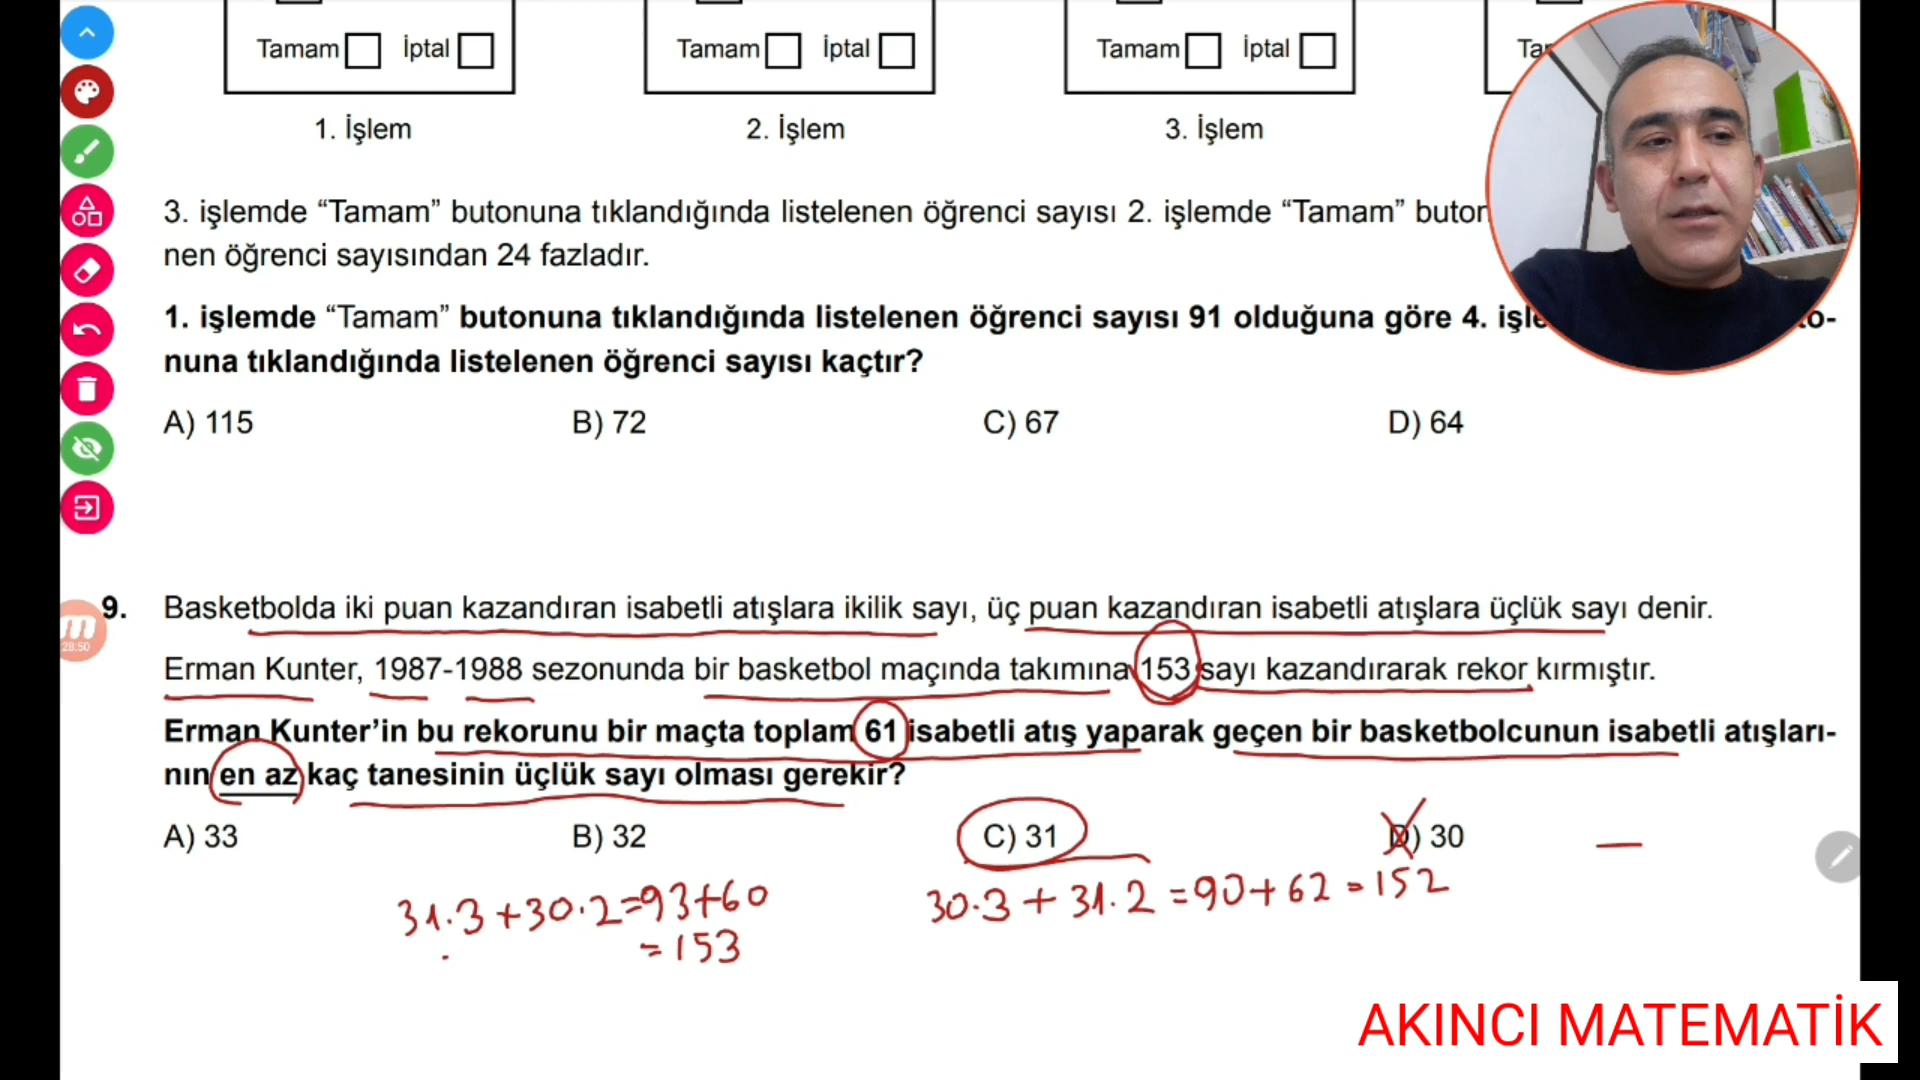 Tamam İptal Tamam İptal Tamam İptal
1. İşlem 2. İşlem 3. İşlem
3. işlemde “Tamam” butonuna tıklandığında listelenen öğrenci sayısı 2. işlemde “Tamam”
nen öğrenci sayısından 24 fazladır.
1. işlemde “Tamam” butonuna tıklandığında listelenen öğrenci sayısı 91 olduğuna göre 4.
nuna tıklandığında listelenen öğrenci sayısı kaçtır?
A) 115 B) 72 C) 67 D) 64
28:50
9. Basketbolda iki puan kazandıran isabetli atışlara ikilik sayı, üç puan kazandıran isabetli atışlara üçlük sayı denir.
Erman Kunter, 1987-1988 sezonunda bir basketbol maçında takımına 153 sayı kazandırarak rekor kırmıştır.
Erman Kunter’in bu rekorunu bir maçta toplam 61 isabetli atış yaparak geçen bir basketbolcunun isabetli atışları-
nın en az kaç tanesinin üçlük sayı olması gerekir?
A) 33 B) 32 C) 31 D) 30
31.3+30.2=93+60 30.3+31.2=90+62=152
=153
AKINCI MATEMATİK